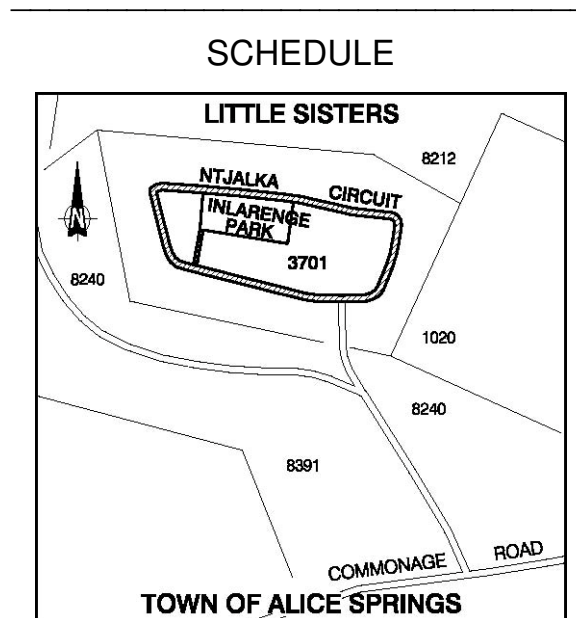 SCHEDULE
LITTLE SISTERS
8212
NTJALKA CIRCUIT
INLARENGE
PARK
N
3701
8240
1020
8240
8391
COMMONAGE ROAD
TOWN OF ALICE SPRINGS